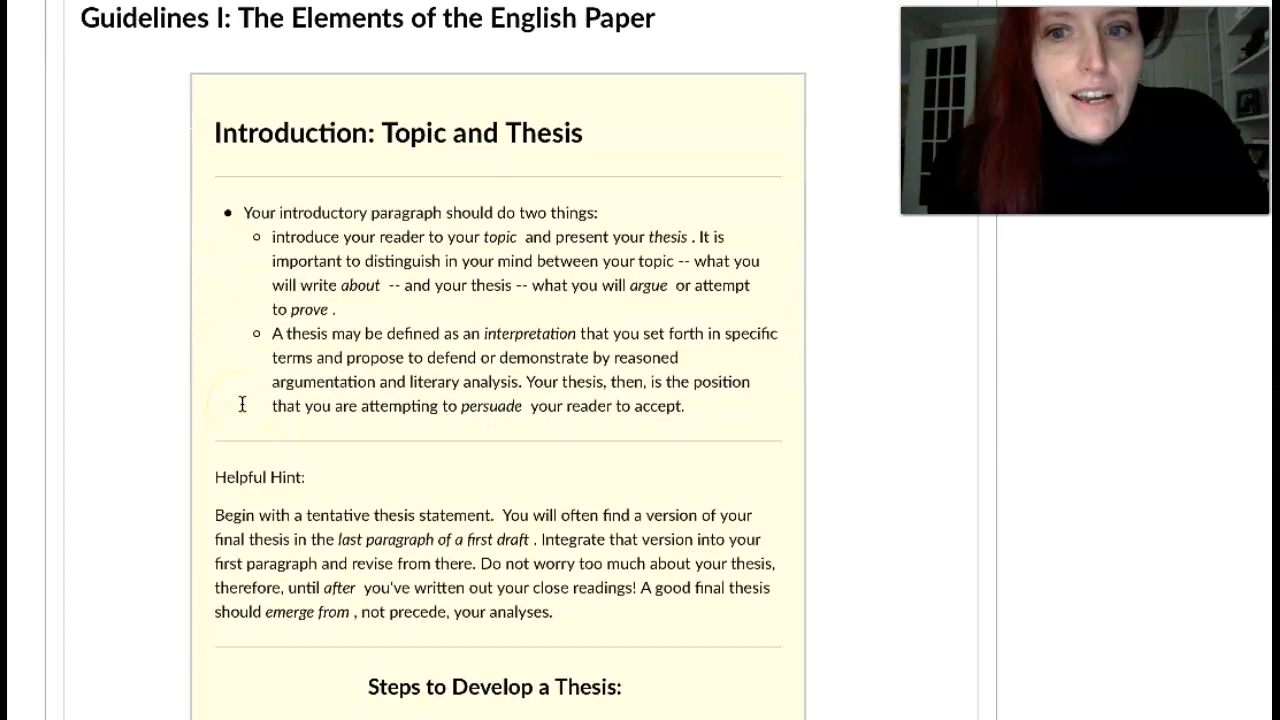 Guidelines I: The Elements of the English Paper
Introduction: Topic and Thesis
• Your introductory paragraph should do two things:
○ introduce your reader to your topic and present your thesis . It is
important to distinguish in your mind between your topic -- what you
will write about -- and your thesis -- what you will argue or attempt
to prove .
○ A thesis may be defined as an interpretation that you set forth in specific
terms and propose to defend or demonstrate by reasoned
argumentation and literary analysis. Your thesis, then, is the position
that you are attempting to persuade your reader to accept.
Helpful Hint:
Begin with a tentative thesis statement. You will often find a version of your
final thesis in the last paragraph of a first draft . Integrate that version into your
first paragraph and revise from there. Do not worry too much about your thesis,
therefore, until after you've written out your close readings! A good final thesis
should emerge from , not precede, your analyses.
Steps to Develop a Thesis: